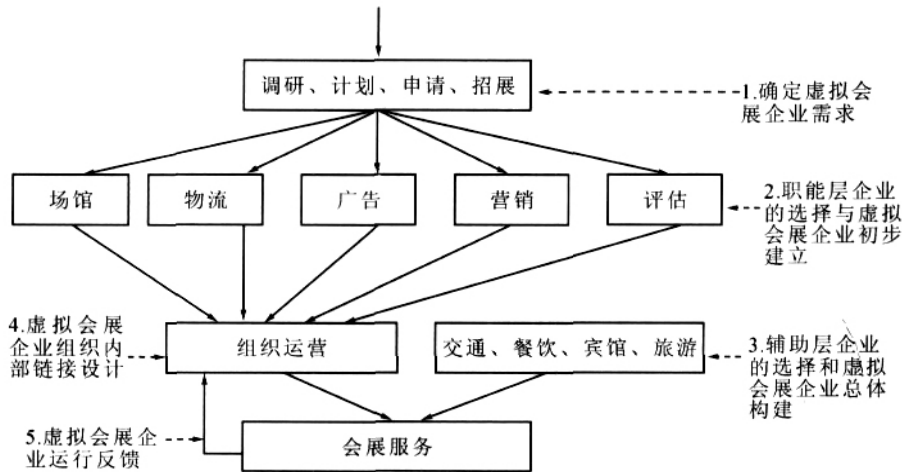 调研、计划、申请、招展
1.确定虚拟会
展企业需求
场馆
物流
广告
营销
评估
2.职能层企业
的选择与虚拟
会展企业初步
建立
4.虚拟会展
企业组织内
部链接设计
组织运营
交通、餐饮、宾馆、旅游
3.辅助层企业
的选择和虚拟
会展企业总体
构建
5.虚拟会展企
业运行反馈
会展服务